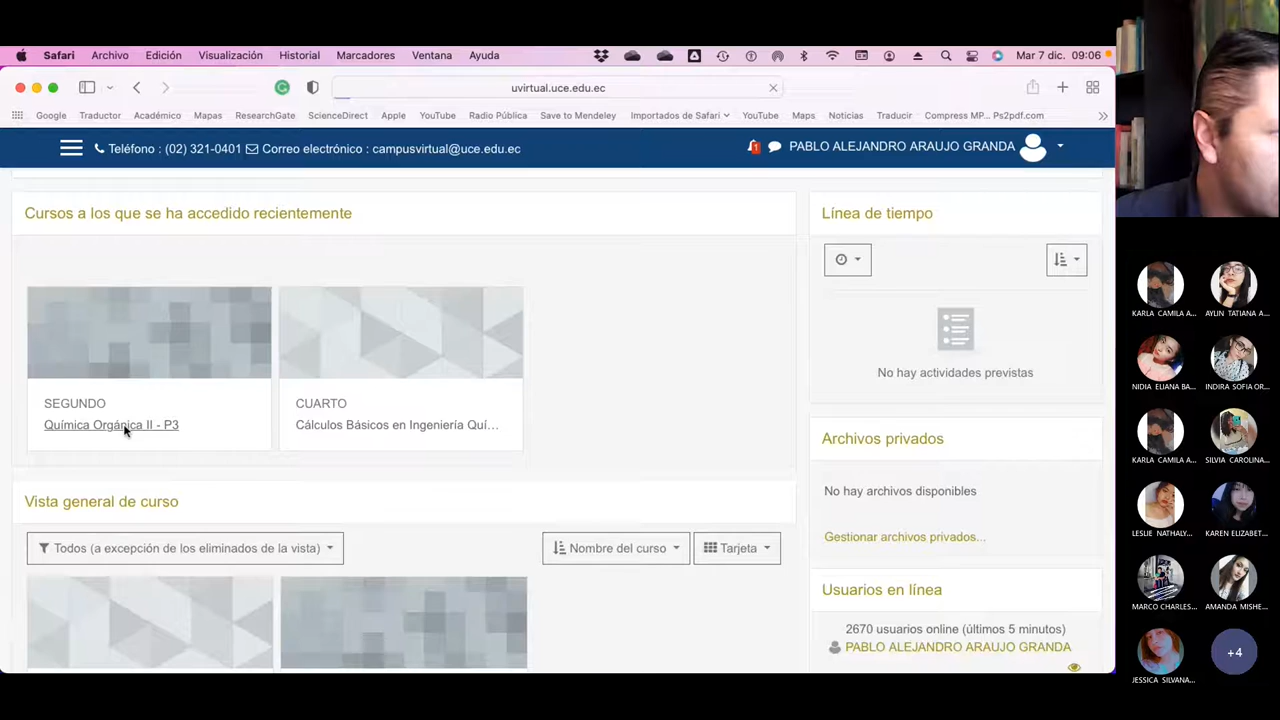 Safari Archivo Edición Visualización Historial Marcadores Ventana Ayuda Mar 7 dic. 09:06
uvirtual.uce.edu.ec
Google Traductor Académico Mapas ResearchGate ScienceDirect Apple YouTube Radio Pública Save to Mendeley Importados de Safari YouTube Maps Noticias Traducir Compress MP... Ps2pdf.com
Teléfono : (02) 321-0401 Correo electrónico : campusvirtual@uce.edu.ec 1 PABLO ALEJANDRO ARAUJO GRANDA
Cursos a los que se ha accedido recientemente
SEGUNDO
Química Orgánica II - P3
CUARTO
Cálculos Básicos en Ingeniería Quí...
Vista general de curso
Todos (a excepción de los eliminados de la vista) Nombre del curso Tarjeta
Línea de tiempo
No hay actividades previstas
Archivos privados
No hay archivos disponibles
Gestionar archivos privados...
Usuarios en línea
2670 usuarios online (últimos 5 minutos)
PABLO ALEJANDRO ARAUJO GRANDA
KARLA CAMILA A... AYLIN TATIANA A...
NIDIA ELIANA BA... INDIRA SOFIA OR...
KARLA CAMILA A... SILVIA CAROLINA...
LESLIE NATHALY... KAREN ELIZABET...
MARCO CHARLES... AMANDA MISHE...
JESSICA SILVANA... +4